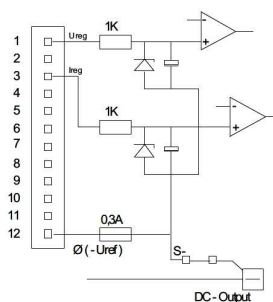 1K
1 Ureg
2
3 Ireg
4
1K
5
6
7
8
9
10
0,3A
11
12
Ø (-Uref)
S-
DC - Output
- +
- +